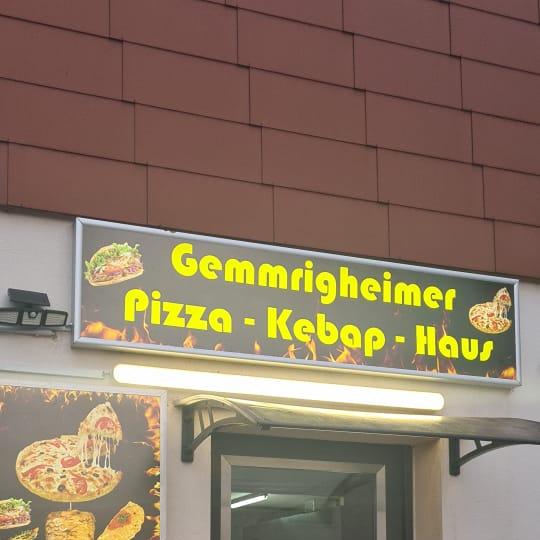 Gemmrigheimer
Pizza - Kebap - Haus